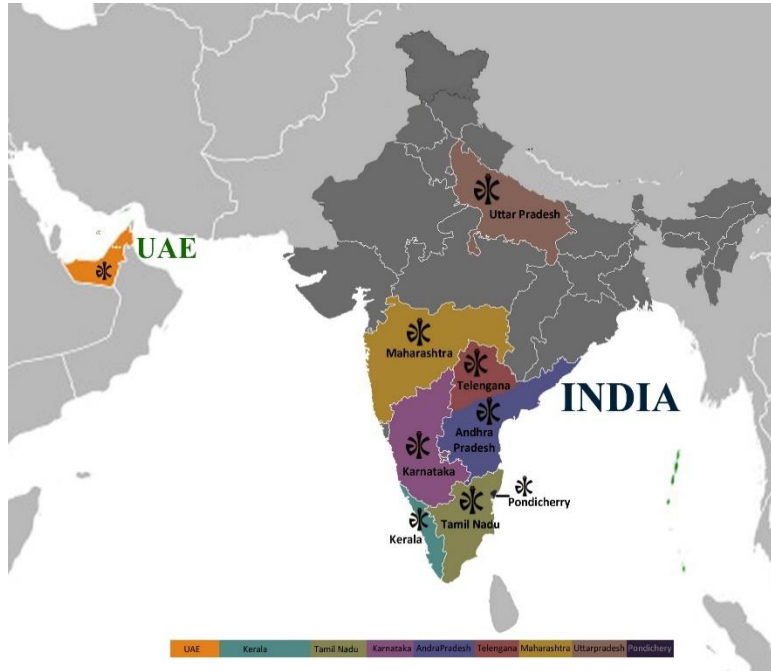 Uttar Pradesh
UAE
Maharashtra
Telengana
INDIA
Andhra
Pradesh
Karnataka
Pondicherry
Tamil Nadu
Kerala
UAE Kerala Tamil Nadu Karnataka AndraPradesh Telengana Maharashtra Uttarpradesh Pondichery